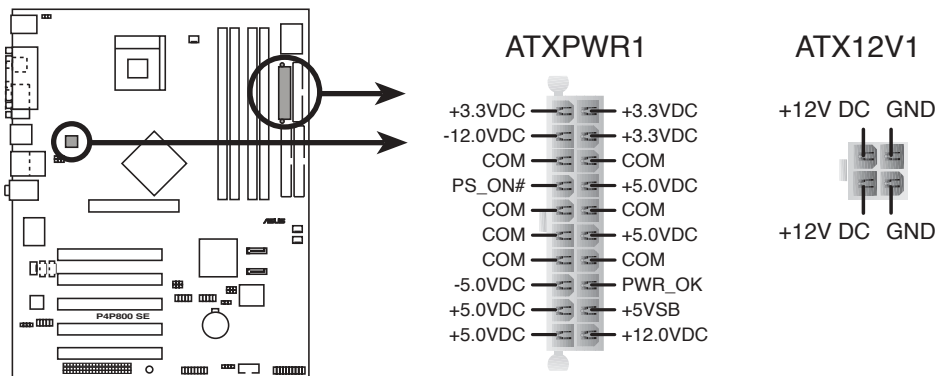 ATXPWR1
ATX12V1
+3.3VDC +3.3VDC
-12.0VDC +3.3VDC
COM COM
PS_ON# +5.0VDC
COM COM
COM +5.0VDC
COM COM
-5.0VDC PWR_OK
+5.0VDC +5VSB
+5.0VDC +12.0VDC
+12V DC GND
+12V DC GND
/ISUS
P4P800 SE